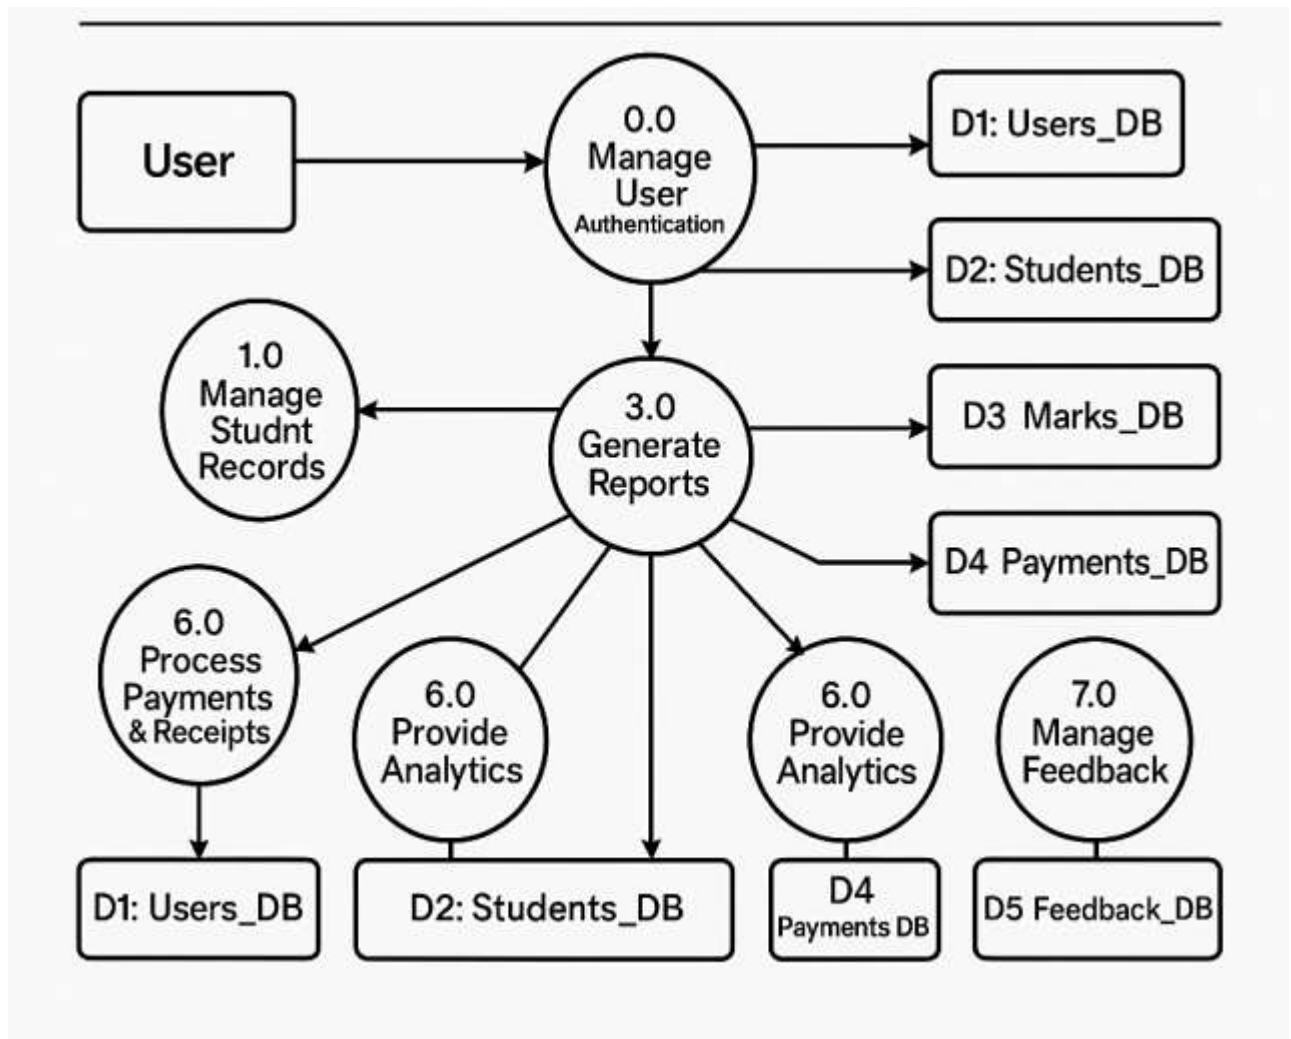 User
0.0
Manage
User
Authentication
D1: Users_DB
D2: Students_DB
1.0
Manage
Studnt
Records
3.0
Generate
Reports
D3 Marks_DB
D4 Payments_DB
6.0
Process
Payments
& Receipts
6.0
Provide
Analytics
6.0
Provide
Analytics
7.0
Manage
Feedback
D1: Users_DB
D2: Students_DB
D4
Payments DB
D5 Feedback_DB